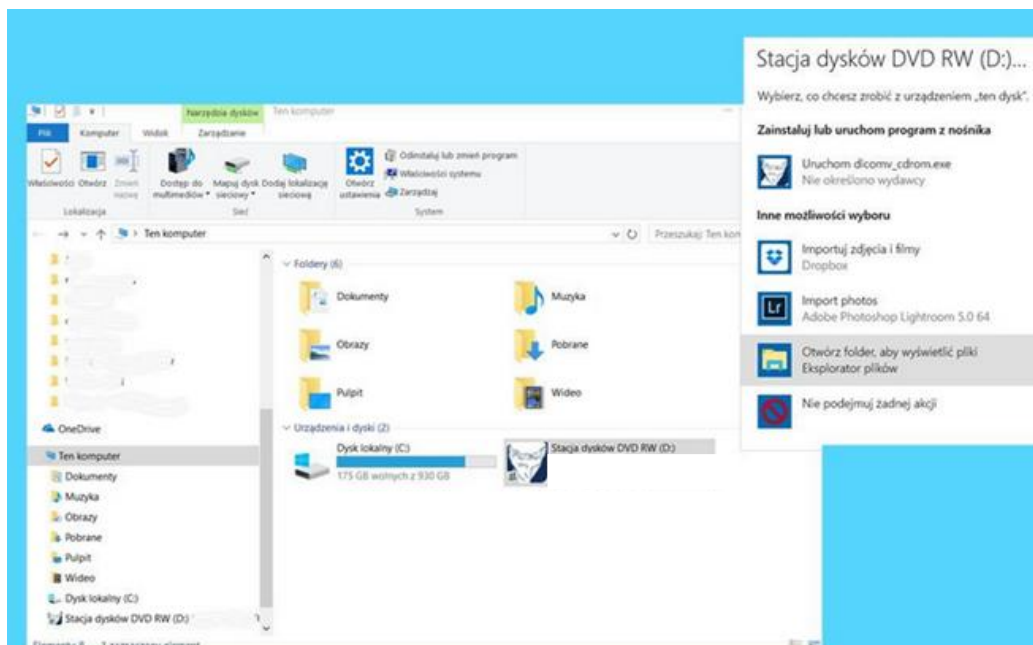 Stacja dysków DVD RW (D:)...
Wybierz, co chcesz zrobić z urządzeniem „ten dysk”.
Zainstaluj lub uruchom program z nośnika
Uruchom dicomv_cdrom.exe
Nie określono wydawcy
Inne możliwości wyboru
Importuj zdjęcia i filmy
Dropbox
Import photos
Adobe Photoshop Lightroom 5.0 64
Otwórz folder, aby wyświetlić pliki
Eksplorator plików
Nie podejmuj żadnej akcji
Narzędzia dysków
Ten komputer
Plik
Komputer
Widok
Zarządzanie
Właściwości
Otwórz
Zmień nazwę
Dostęp do multimediów
Mapuj dysk sieciowy
Dodaj lokalizację sieciową
Otwórz ustawienia
Odinstaluj lub zmień program
Właściwości systemu
Zarządzaj
Lokalizacja
Sieć
System
Ten komputer
Przeszukaj: Ten kom
Foldery (6)
Dokumenty
Muzyka
Obrazy
Pobrane
Pulpit
Wideo
Urządzenia i dyski (2)
Dysk lokalny (C:)
175 GB wolnych z 930 GB
Stacja dysków DVD RW (D:)
OneDrive
Ten komputer
Dokumenty
Muzyka
Obrazy
Pobrane
Pulpit
Wideo
Dysk lokalny (C:)
Stacja dysków DVD RW (D:)